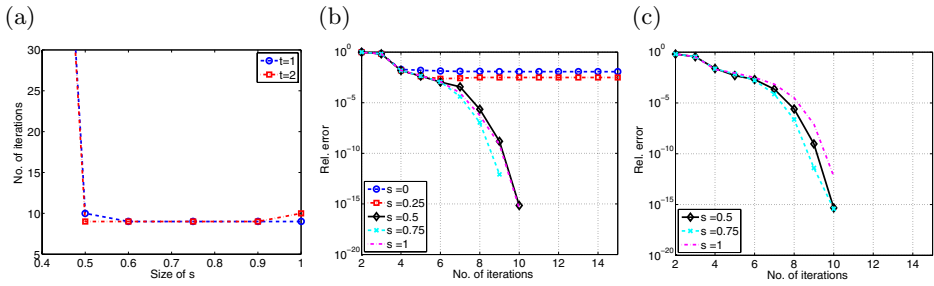 (a)
30
25
20
15
10
5
0.4 0.5 0.6 0.7 0.8 0.9 1
No. of iterations
Size of s
t=1
t=2
(b)
10^0
10^-5
10^-10
10^-15
10^-20
2 4 6 8 10 12 14
Rel. error
No. of iterations
s =0
s =0.25
s =0.5
s =0.75
s =1
(c)
10^0
10^-5
10^-10
10^-15
10^-20
2 4 6 8 10 12 14
Rel. error
No. of iterations
s =0.5
s =0.75
s =1